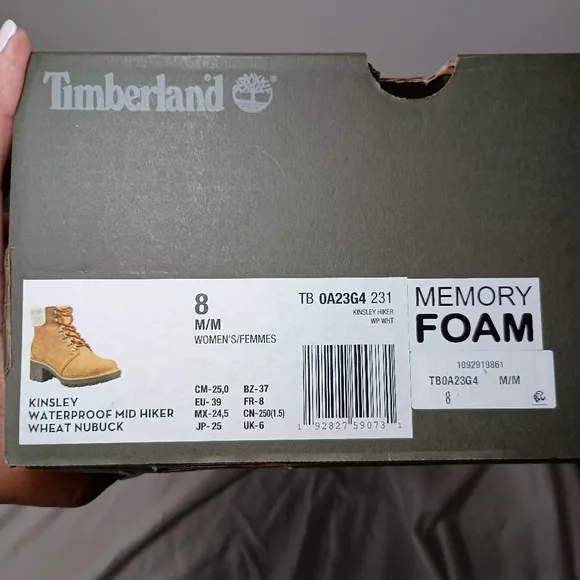 Timberland
8
M/M
WOMEN'S/FEMMES
TB 0A23G4 231
KINSLEY HIKER
WP WHT
KINSLEY
WATERPROOF MID HIKER
WHEAT NUBUCK
CM-25,0 BZ-37
EU- 39 FR-8
MX-24,5 CN-250(1.5)
JP- 25 UK-6
1 92827 59073 1
MEMORY
FOAM
1092919861
TB0A23G4 M/M
8